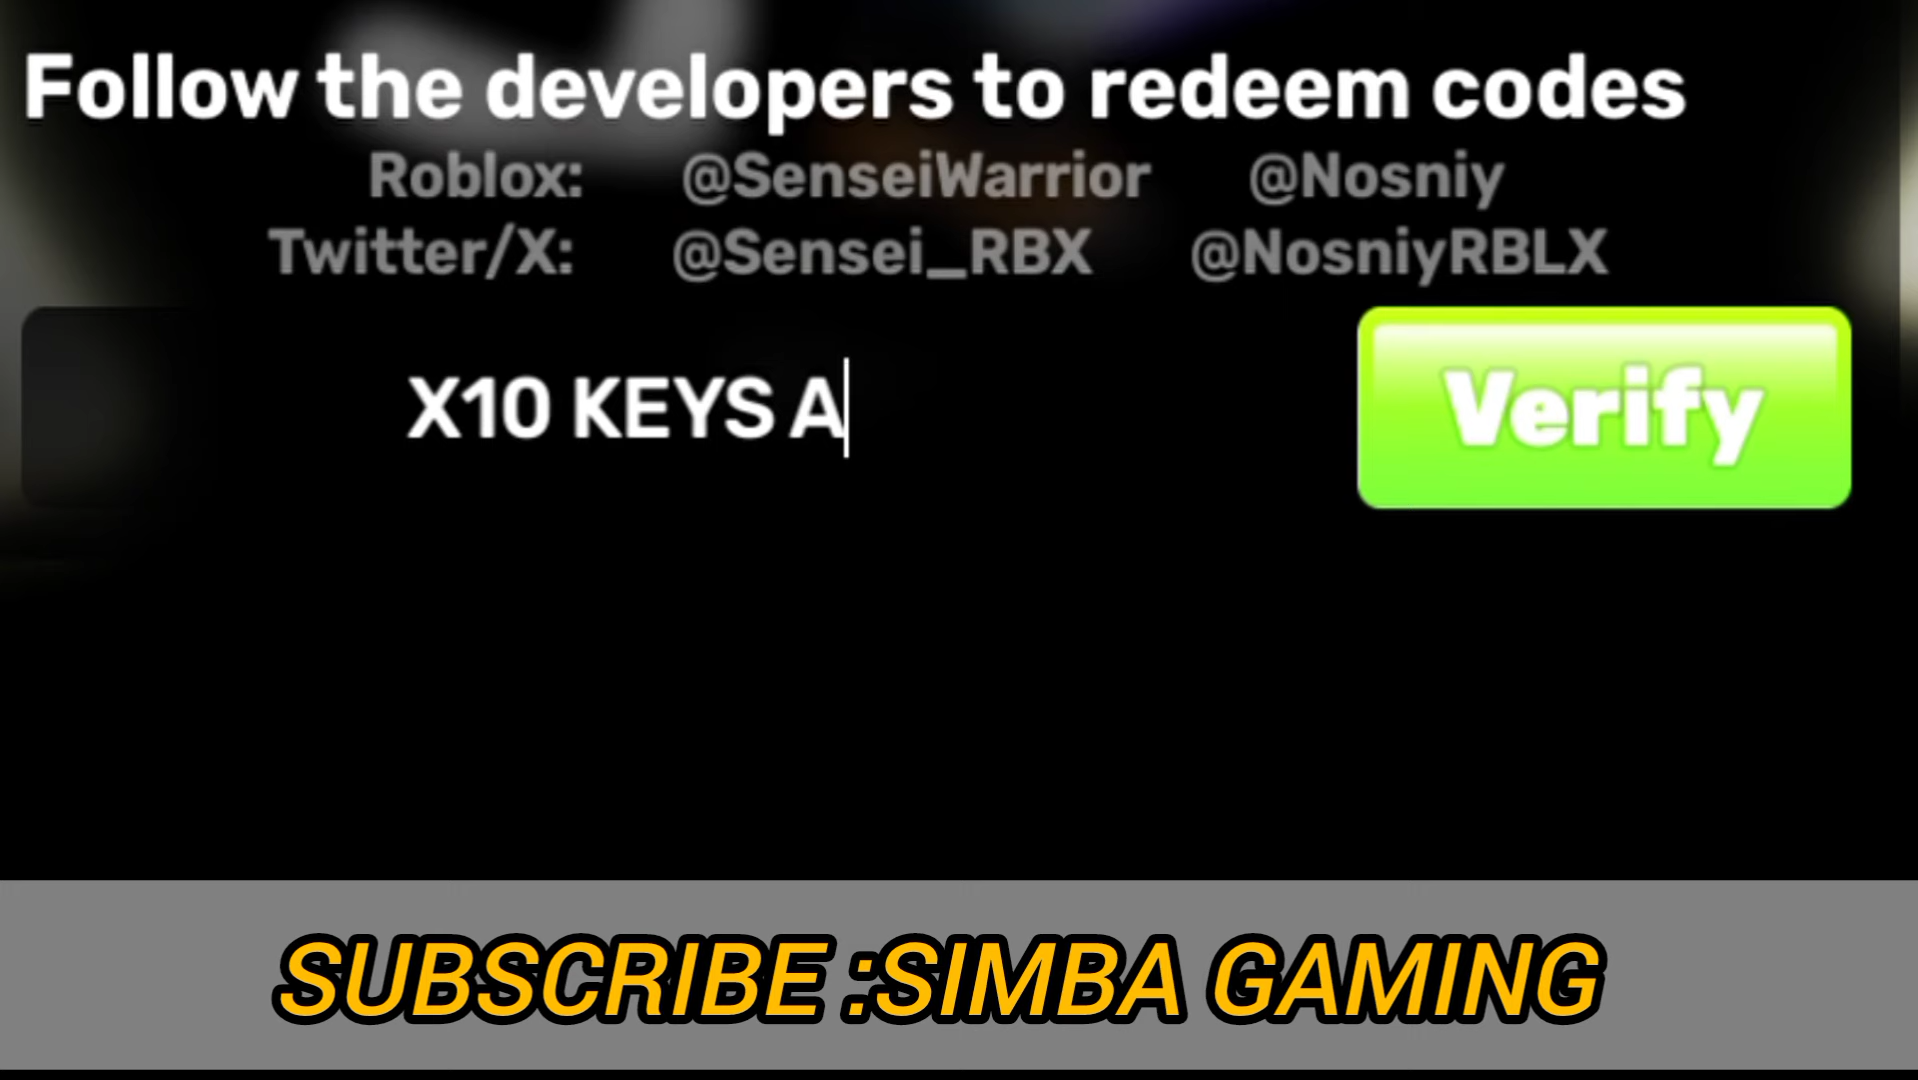 Follow the developers to redeem codes
Roblox: @SenseiWarrior @Nosniy
Twitter/X: @Sensei_RBX @NosniyRBLX
X10 KEYS A
Verify
SUBSCRIBE :SIMBA GAMING